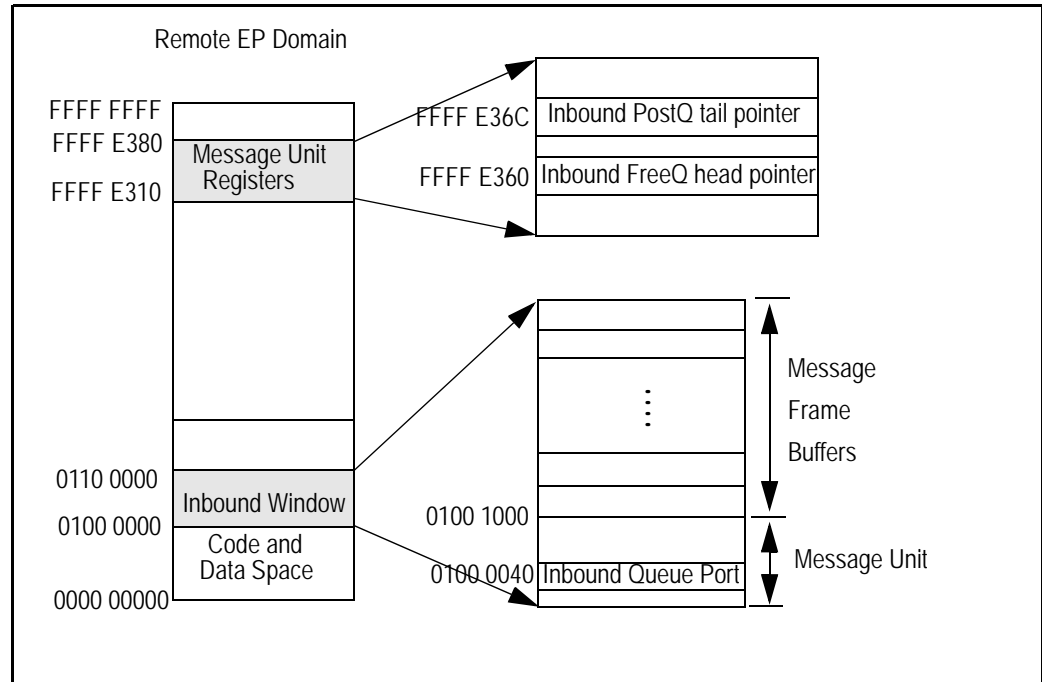 Remote EP Domain
FFFF FFFF
FFFF E380
Message Unit
Registers
FFFF E310
FFFF E36C
Inbound PostQ tail pointer
FFFF E360
Inbound FreeQ head pointer
0110 0000
Inbound Window
0100 0000
Code and
Data Space
0000 00000
Message
Frame
Buffers
0100 1000
0100 0040
Inbound Queue Port
Message Unit